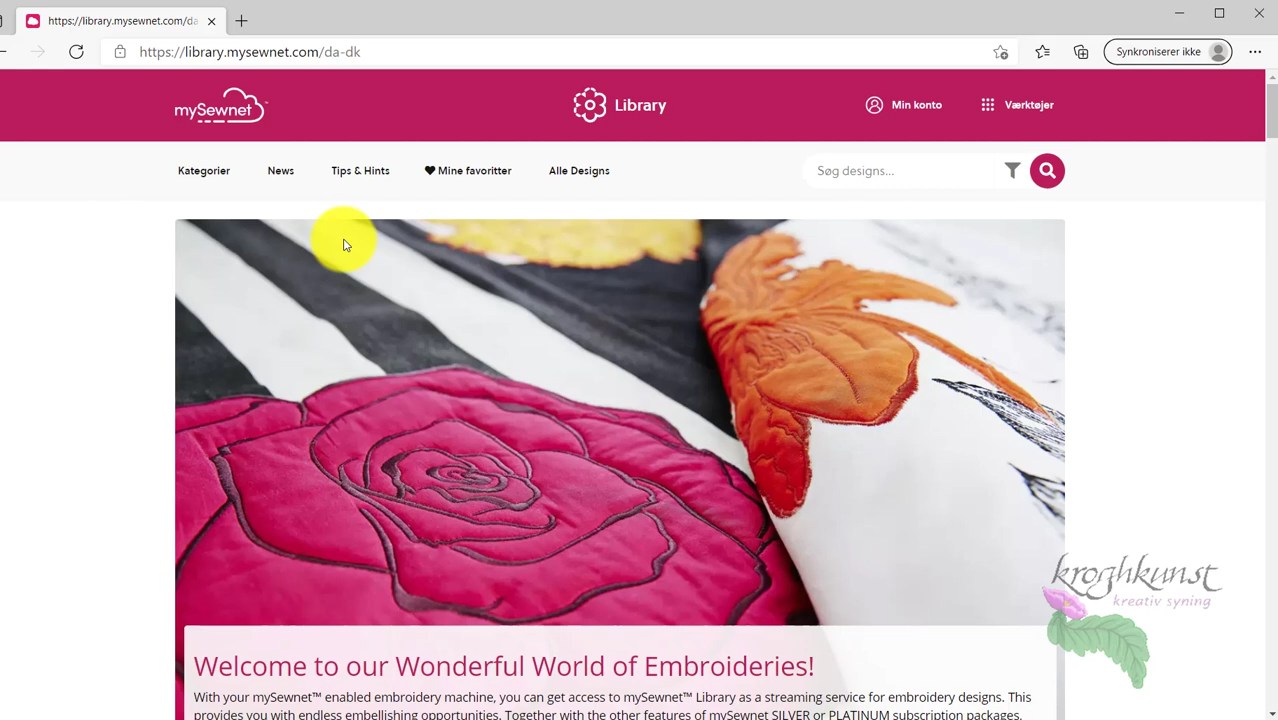 https://library.mysewnet.com/da
https://library.mysewnet.com/da-dk
Synkroniserer ikke
mySewnet™
Library
Min konto
Værktøjer
Kategorier
News
Tips & Hints
Mine favoritter
Alle Designs
Søg designs...
kroghkunst
kreativ syning
Welcome to our Wonderful World of Embroideries!
With your mySewnet™ enabled embroidery machine, you can get access to mySewnet™ Library as a streaming service for embroidery designs. This
provides you with endless embellishing opportunities. Together with the other features of mySewnet SILVER or PLATINUM subscription packages,